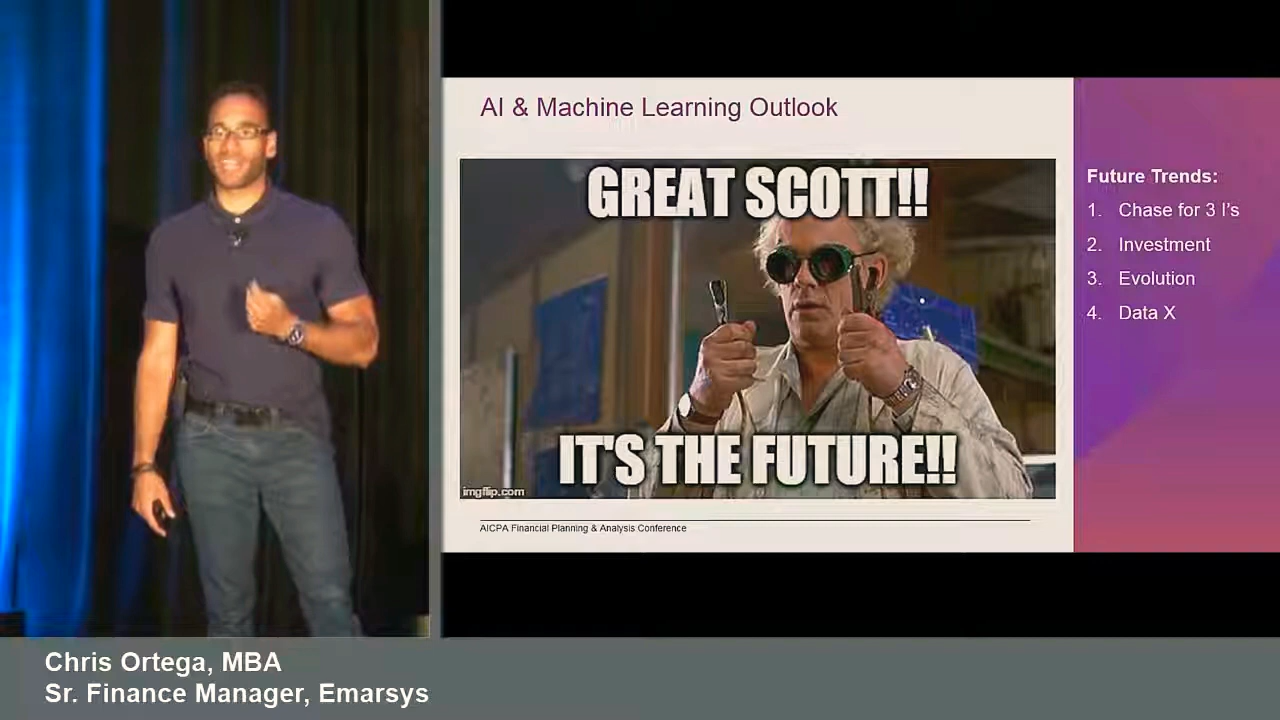 AI & Machine Learning Outlook
GREAT SCOTT!!
IT'S THE FUTURE!!
imgflip.com
AICPA Financial Planning & Analysis Conference
Future Trends:
1. Chase for 3 I's
2. Investment
3. Evolution
4. Data X
Chris Ortega, MBA
Sr. Finance Manager, Emarsys